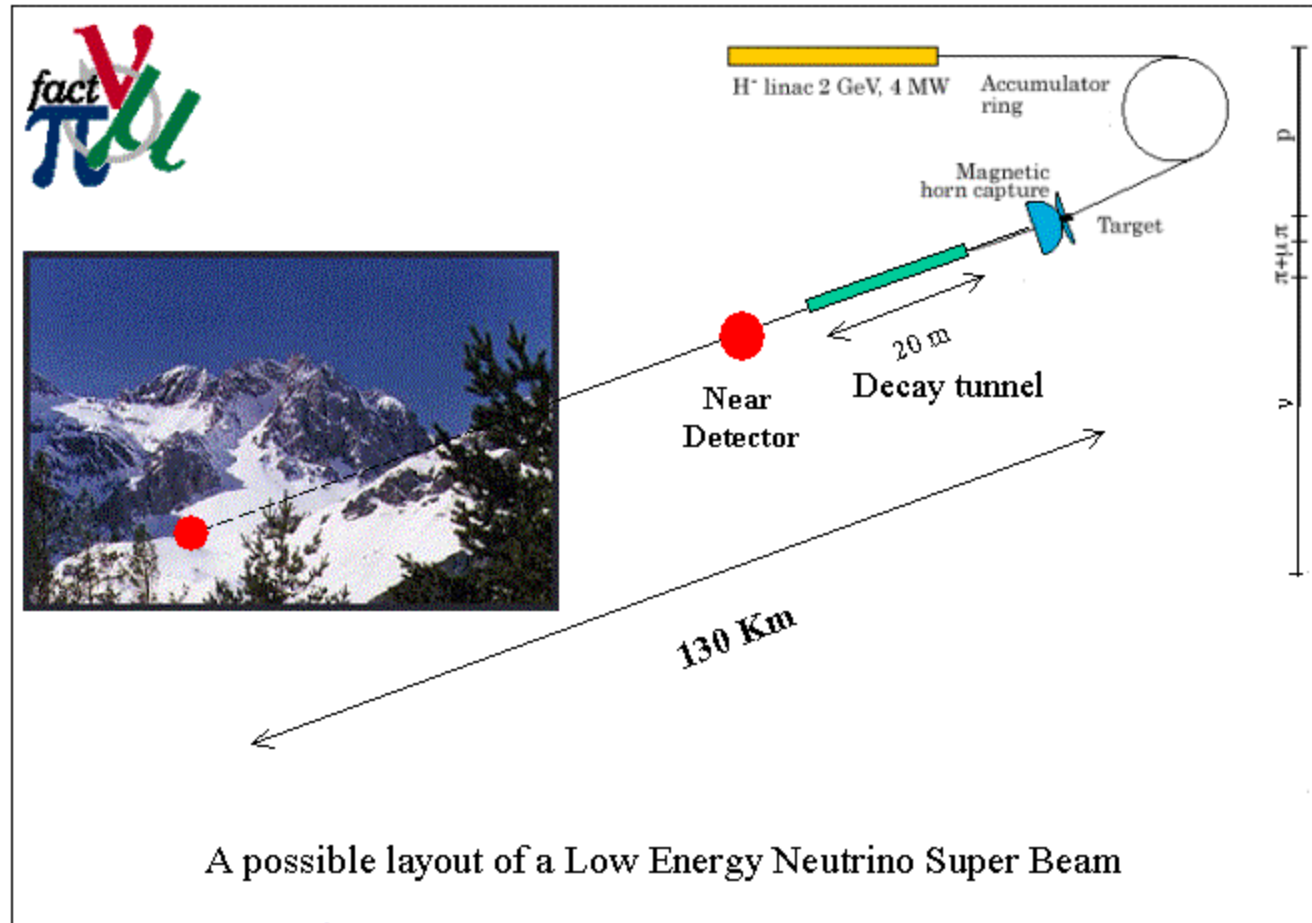 fact
ν
π
μ
H⁻ linac 2 GeV, 4 MW
Accumulator
ring
Magnetic
horn capture
Target
p
π
π+μ
ν
20 m
Decay tunnel
Near
Detector
130 Km
A possible layout of a Low Energy Neutrino Super Beam